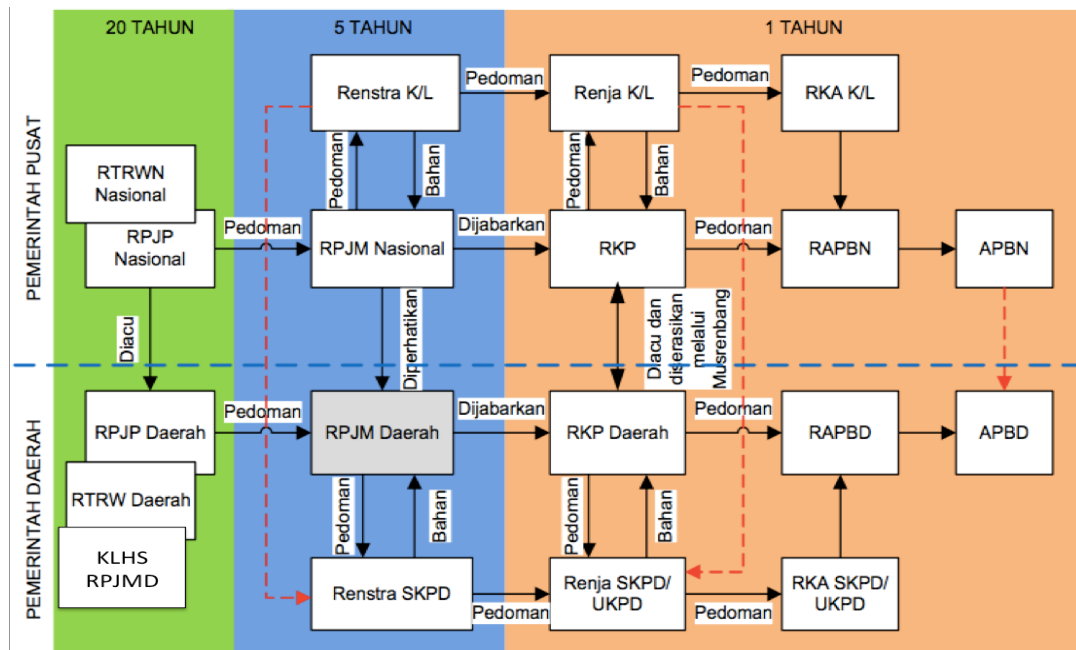 20 TAHUN
5 TAHUN
1 TAHUN
PEMERINTAH PUSAT
Renstra K/L
Pedoman
Renja K/L
Pedoman
RKA K/L
Pedoman
Bahan
Pedoman
Bahan
RTRWN
Nasional
RPJP
Nasional
Pedoman
RPJM Nasional
Dijabarkan
RKP
Pedoman
RAPBN
APBN
Diacu
Diperhatikan
Diacu dan
diserasikan
melalui
Musrenbang
PEMERINTAH DAERAH
RPJP Daerah
Pedoman
RPJM Daerah
Dijabarkan
RKP Daerah
Pedoman
RAPBD
APBD
RTRW Daerah
KLHS
RPJMD
Pedoman
Bahan
Pedoman
Bahan
Renstra SKPD
Pedoman
Renja SKPD/
UKPD
Pedoman
RKA SKPD/
UKPD